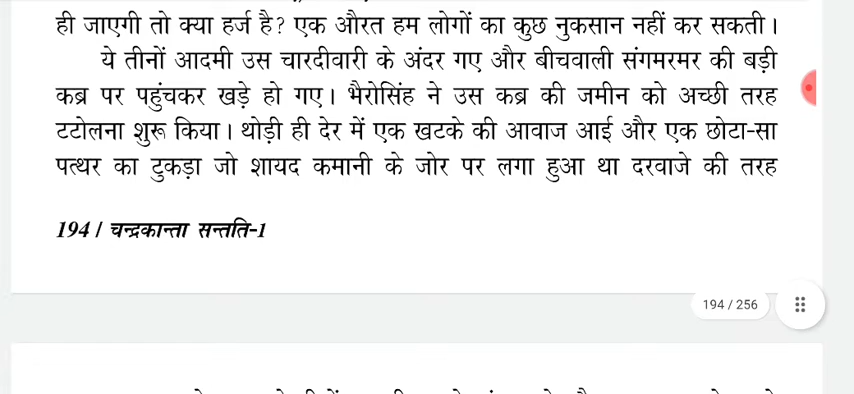 ही जाएगी तो क्या हर्ज है? एक औरत हम लोगों का कुछ नुकसान नहीं कर सकती।
ये तीनों आदमी उस चारदीवारी के अंदर गए और बीचवाली संगमरमर की बड़ी
कब्र पर पहुंचकर खड़े हो गए। भैरोसिंह ने उस कब्र की जमीन को अच्छी तरह
टटोलना शुरू किया। थोड़ी ही देर में एक खटके की आवाज आई और एक छोटा-सा
पत्थर का टुकड़ा जो शायद कमानी के जोर पर लगा हुआ था दरवाजे की तरह
194 / चन्द्रकान्ता सन्तति-1
194 / 256